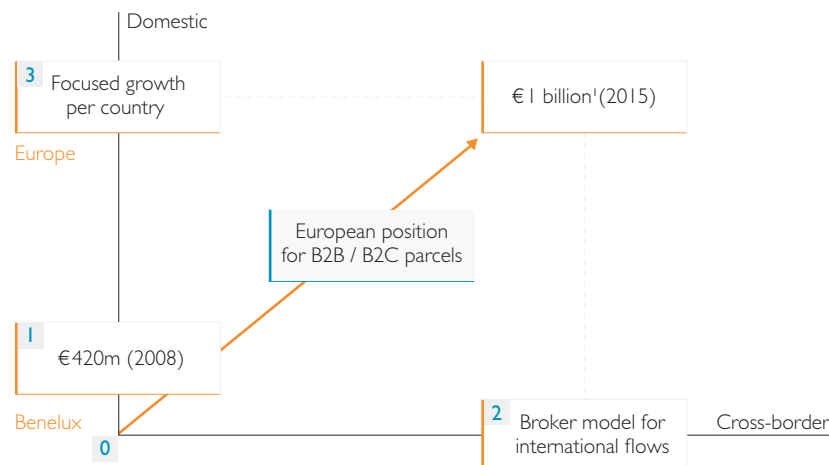 Domestic
3
Focused growth
per country
€1 billion¹(2015)
Europe
European position
for B2B / B2C parcels
1
€420m (2008)
Benelux
0
2
Broker model for
international flows
Cross-border